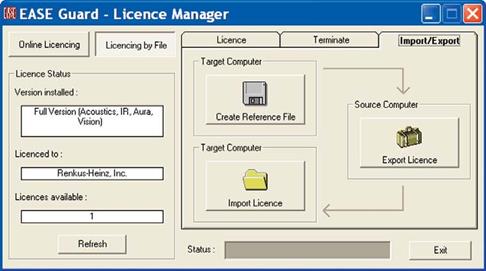 EASE Guard - Licence Manager
Online Licencing
Licencing by File
Licence
Terminate
Import/Export
Licence Status
Version installed :
Full Version (Acoustics, IR, Aura,
Vision)
Licenced to :
Renkus-Heinz, Inc.
Licences available :
1
Refresh
Target Computer
Create Reference File
Source Computer
Export Licence
Target Computer
Import Licence
Status :
Exit